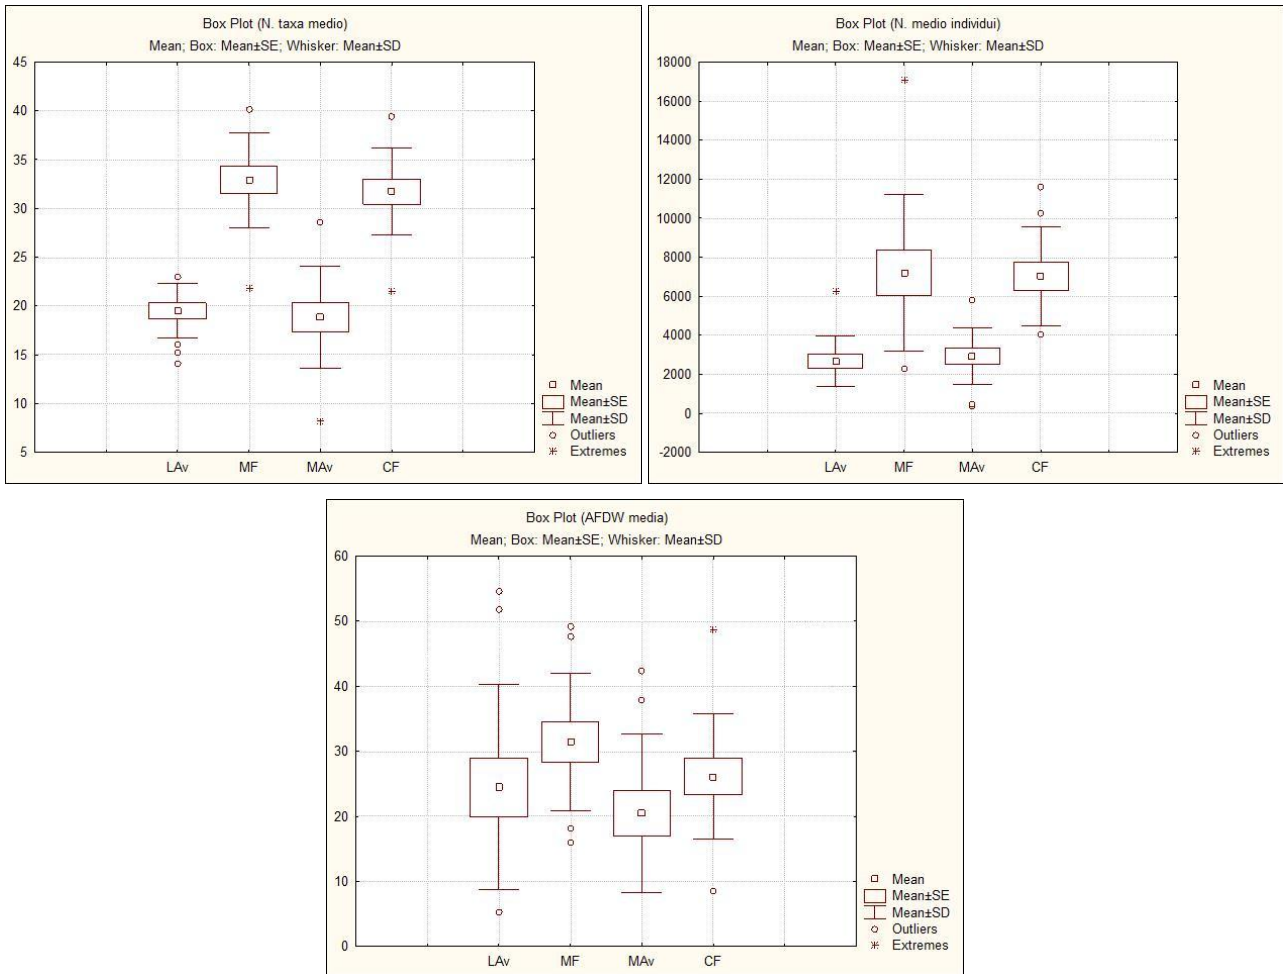 Box Plot (N. taxa medio)
Mean; Box: Mean±SE; Whisker: Mean±SD
45
40
35
30
25
20
15
10
5
LAv MF MAv CF
Mean
Mean±SE
Mean±SD
Outliers
Extremes
Box Plot (N. medio individui)
Mean; Box: Mean±SE; Whisker: Mean±SD
18000
16000
14000
12000
10000
8000
6000
4000
2000
0
-2000
LAv MF MAv CF
Mean
Mean±SE
Mean±SD
Outliers
Extremes
Box Plot (AFDW media)
Mean; Box: Mean±SE; Whisker: Mean±SD
60
50
40
30
20
10
0
LAv MF MAv CF
Mean
Mean±SE
Mean±SD
Outliers
Extremes